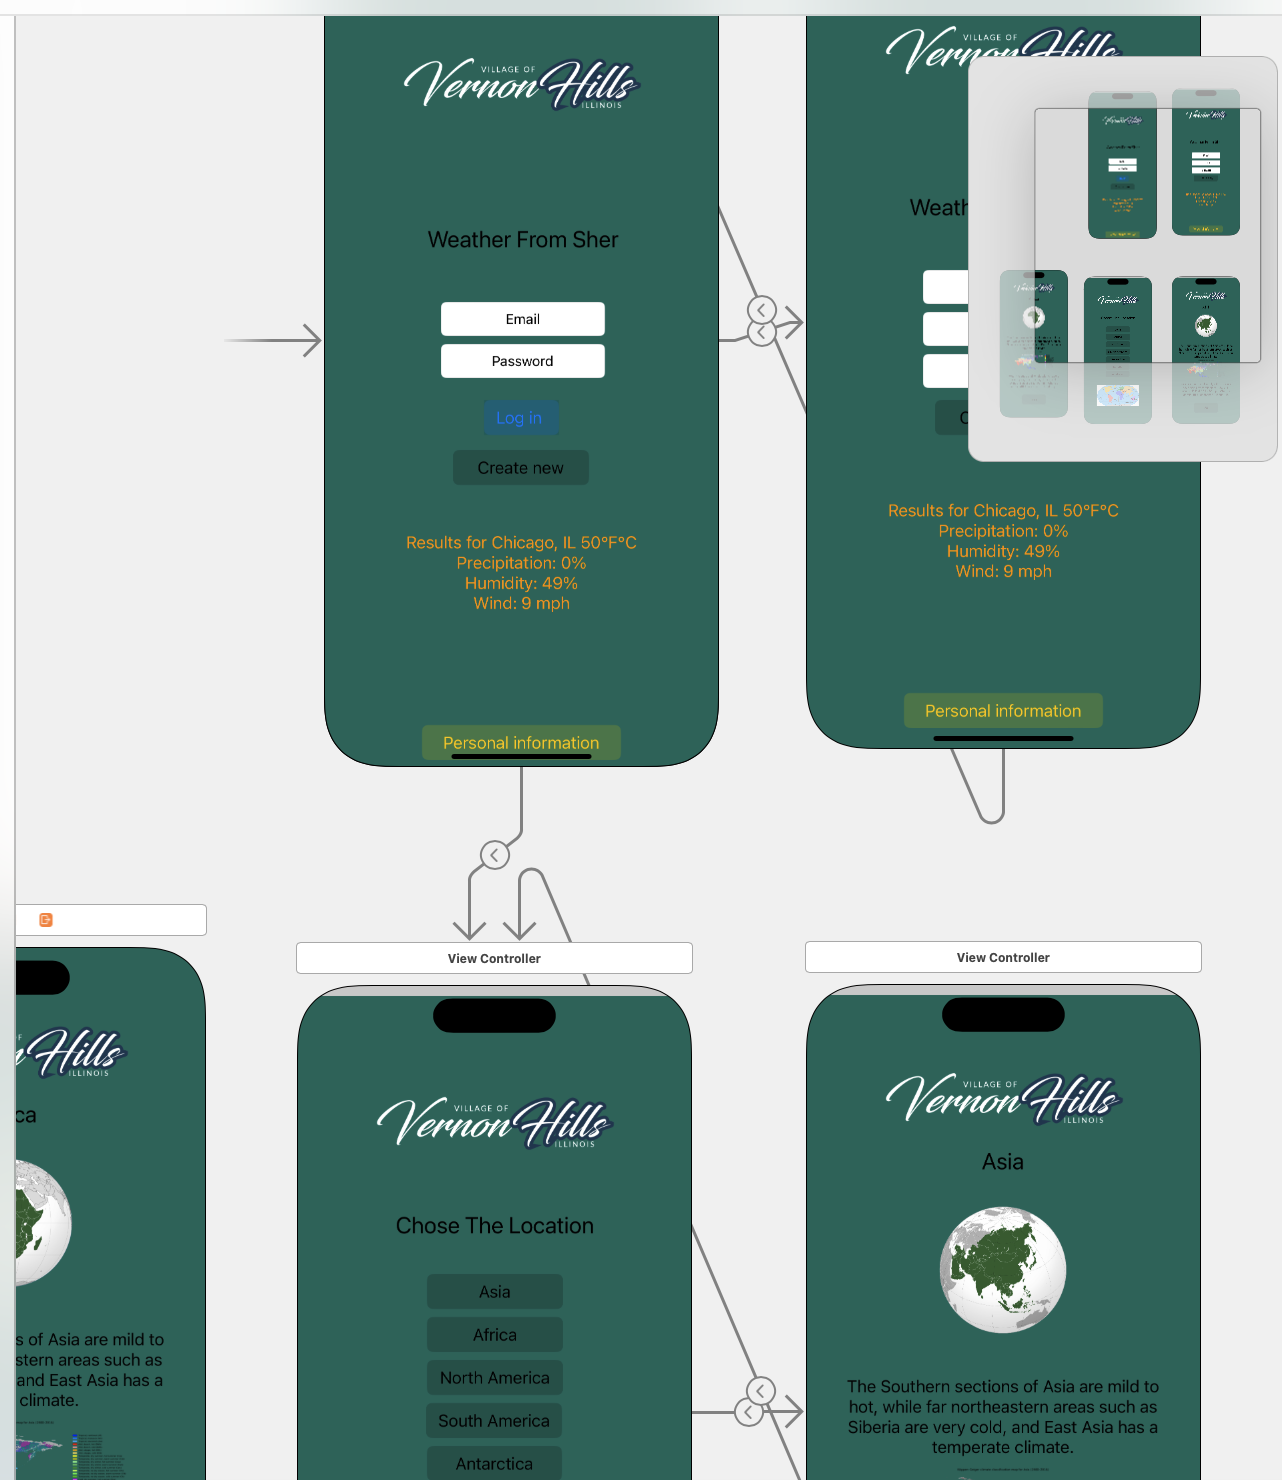 VILLAGE OF
Vernon Hills
ILLINOIS
Weather From Sher
Email
Password
Log in
Create new
Results for Chicago, IL 50°F°C
Precipitation: 0%
Humidity: 49%
Wind: 9 mph
Personal information
VILLAGE OF
Vernon Hills
Weath
C
Results for Chicago, IL 50°F°C
Precipitation: 0%
Humidity: 49%
Wind: 9 mph
Personal information
F
n Hills
ILLINOIS
ca
s of Asia are mild to
stern areas such as
and East Asia has a
climate.
View Controller
VILLAGE OF
Vernon Hills
ILLINOIS
Chose The Location
Asia
Africa
North America
South America
Antarctica
View Controller
VILLAGE OF
Vernon Hills
ILLINOIS
Asia
The Southern sections of Asia are mild to
hot, while far northeastern areas such as
Siberia are very cold, and East Asia has a
temperate climate.